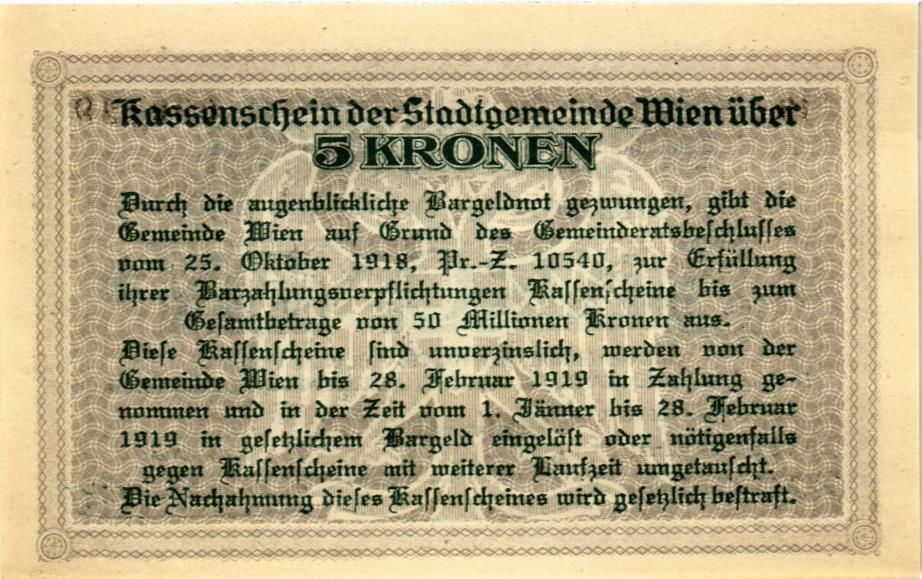 Kassenschein der Stadtgemeinde Wien über
5 KRONEN
Durch die augenblickliche Bargeldnot gezwungen, gibt die
Gemeinde Wien auf Grund des Gemeinderatsbeschlusses
vom 25. Oktober 1918, Pr.-Z. 10540, zur Erfüllung
ihrer Barzahlungsverpflichtungen Kassenscheine bis zum
Gesamtbetrage von 50 Millionen Kronen aus.
Diese Kassenscheine sind unverzinslich, werden von der
Gemeinde Wien bis 28. Februar 1919 in Zahlung ge-
nommen und in der Zeit vom 1. Jänner bis 28. Februar
1919 in gesetzlichem Bargeld eingelöst oder nötigenfalls
gegen Kassenscheine mit weiterer Laufzeit umgetauscht.
Die Nachahmung dieses Kassenscheines wird gesetzlich bestraft.